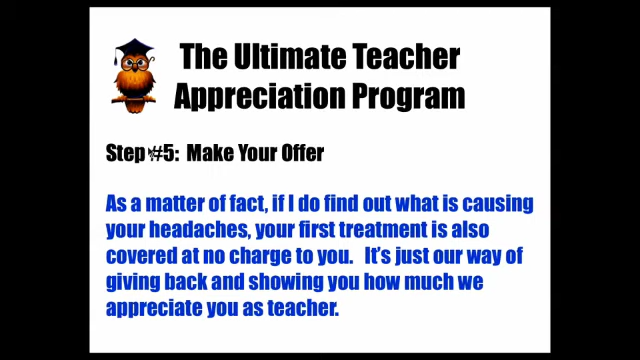 The Ultimate Teacher
Appreciation Program
Step #5: Make Your Offer
As a matter of fact, if I do find out what is causing
your headaches, your first treatment is also
covered at no charge to you. It's just our way of
giving back and showing you how much we
appreciate you as teacher.